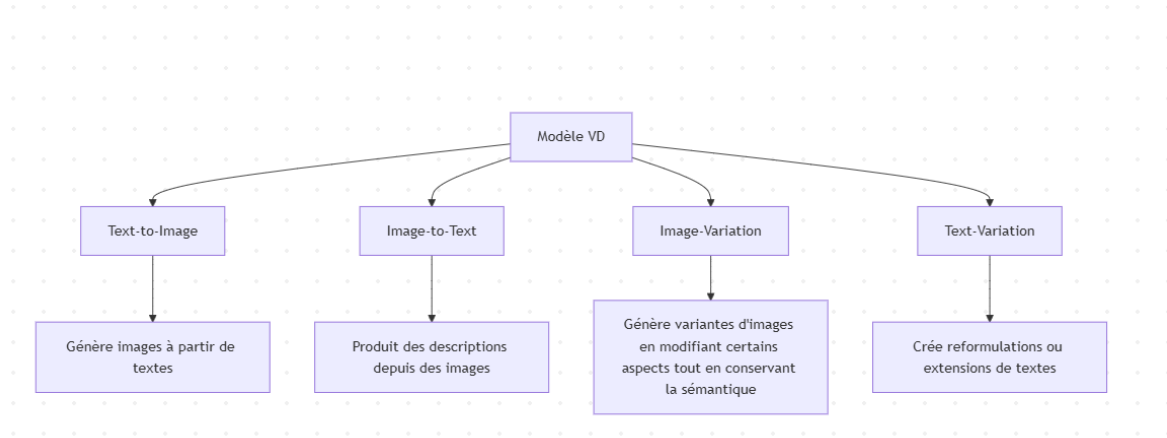 Modèle VD
Text-to-Image
Image-to-Text
Image-Variation
Text-Variation
Génère images à partir de
textes
Produit des descriptions
depuis des images
Génère variantes d'images
en modifiant certains
aspects tout en conservant
la sémantique
Crée reformulations ou
extensions de textes